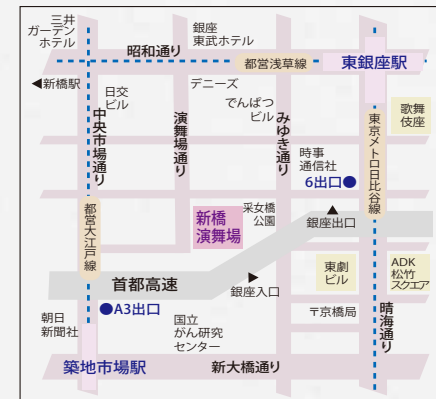 三井
ガーデン
ホテル
銀座
東武ホテル
昭和通り
都営浅草線
東銀座駅
◀新橋駅
日交
ビル
デニーズ
でんぱつ
ビル
歌舞
伎座
中央市場通り
演舞場通り
みゆき通り
東京メトロ日比谷線
時事
通信社
6出口●
都営大江戸線
新橋
演舞場
采女橋
公園
▲
銀座出口
首都高速
▶
銀座入口
東劇
ビル
ADK
松竹
スクエア
●A3出口
朝日
新聞社
国立
がん研究
センター
〒京橋局
晴海通り
築地市場駅
新大橋通り